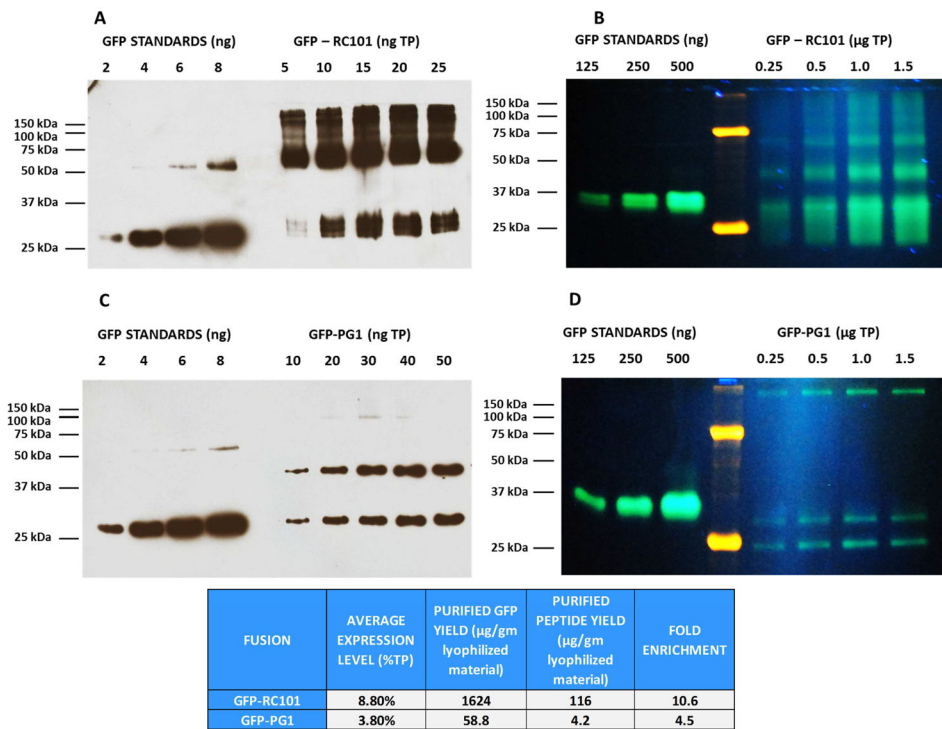 A
GFP STANDARDS (ng)
GFP – RC101 (ng TP)
2 4 6 8 5 10 15 20 25
150 kDa
100 kDa
75 kDa
50 kDa
37 kDa
25 kDa
B
GFP STANDARDS (ng)
GFP – RC101 (µg TP)
125 250 500 0.25 0.5 1.0 1.5
150 kDa
100 kDa
75 kDa
50 kDa
37 kDa
25 kDa
C
GFP STANDARDS (ng)
GFP-PG1 (ng TP)
2 4 6 8 10 20 30 40 50
150 kDa
100 kDa
75 kDa
50 kDa
37 kDa
25 kDa
D
GFP STANDARDS (ng)
GFP-PG1 (µg TP)
125 250 500 0.25 0.5 1.0 1.5
150 kDa
100 kDa
75 kDa
50 kDa
37 kDa
25 kDa
FUSION
AVERAGE
EXPRESSION
LEVEL (%TP)
PURIFIED GFP
YIELD (µg/gm
lyophilized
material)
PURIFIED
PEPTIDE YIELD
(µg/gm
lyophilized
material)
FOLD
ENRICHMENT
GFP-RC101 8.80% 1624 116 10.6
GFP-PG1 3.80% 58.8 4.2 4.5